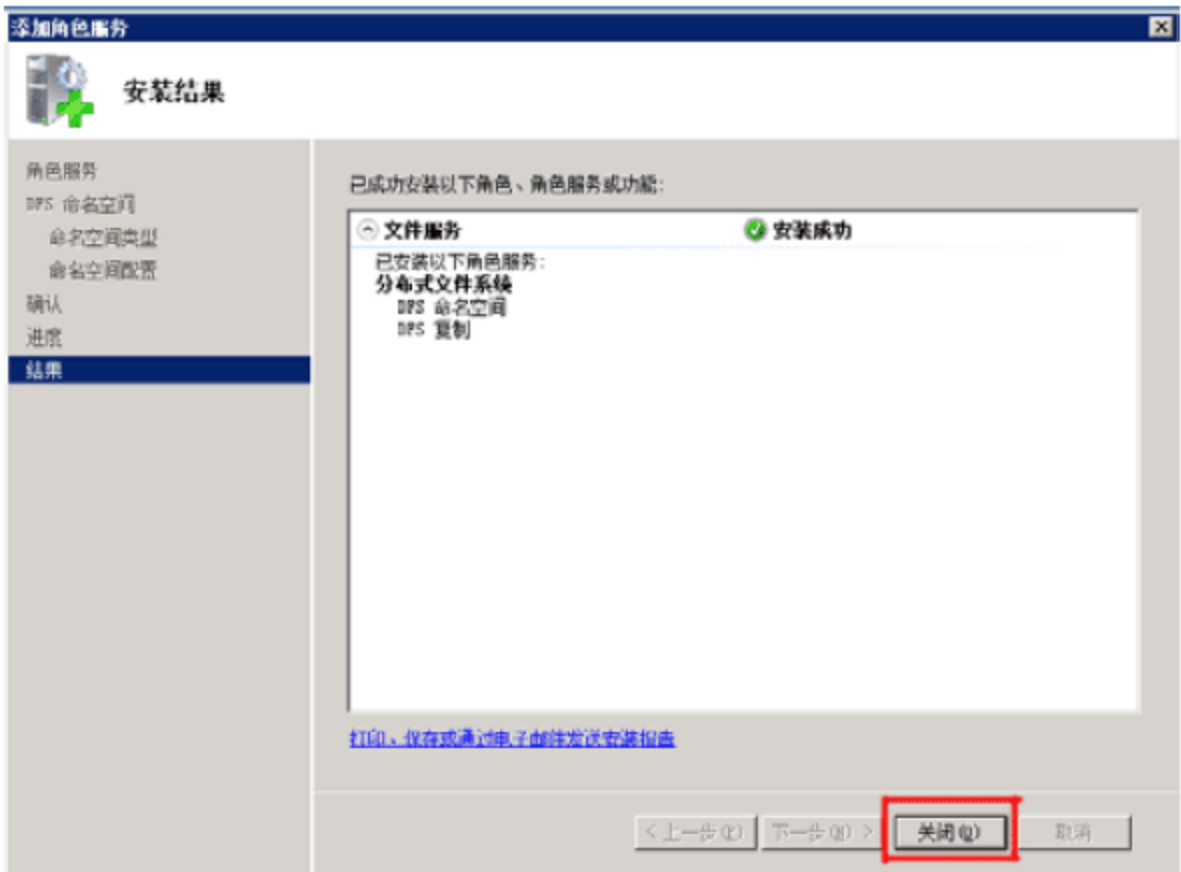 添加角色服务
安装结果
角色服务
DFS 命名空间
命名空间类型
命名空间配置
确认
进度
结果
已成功安装以下角色、角色服务或功能:
文件服务
安装成功
已安装以下角色服务:
分布式文件系统
DFS 命名空间
DFS 复制
打印、保存或通过电子邮件发送安装报告
< 上一步(P)
下一步(N) >
关闭(O)
取消